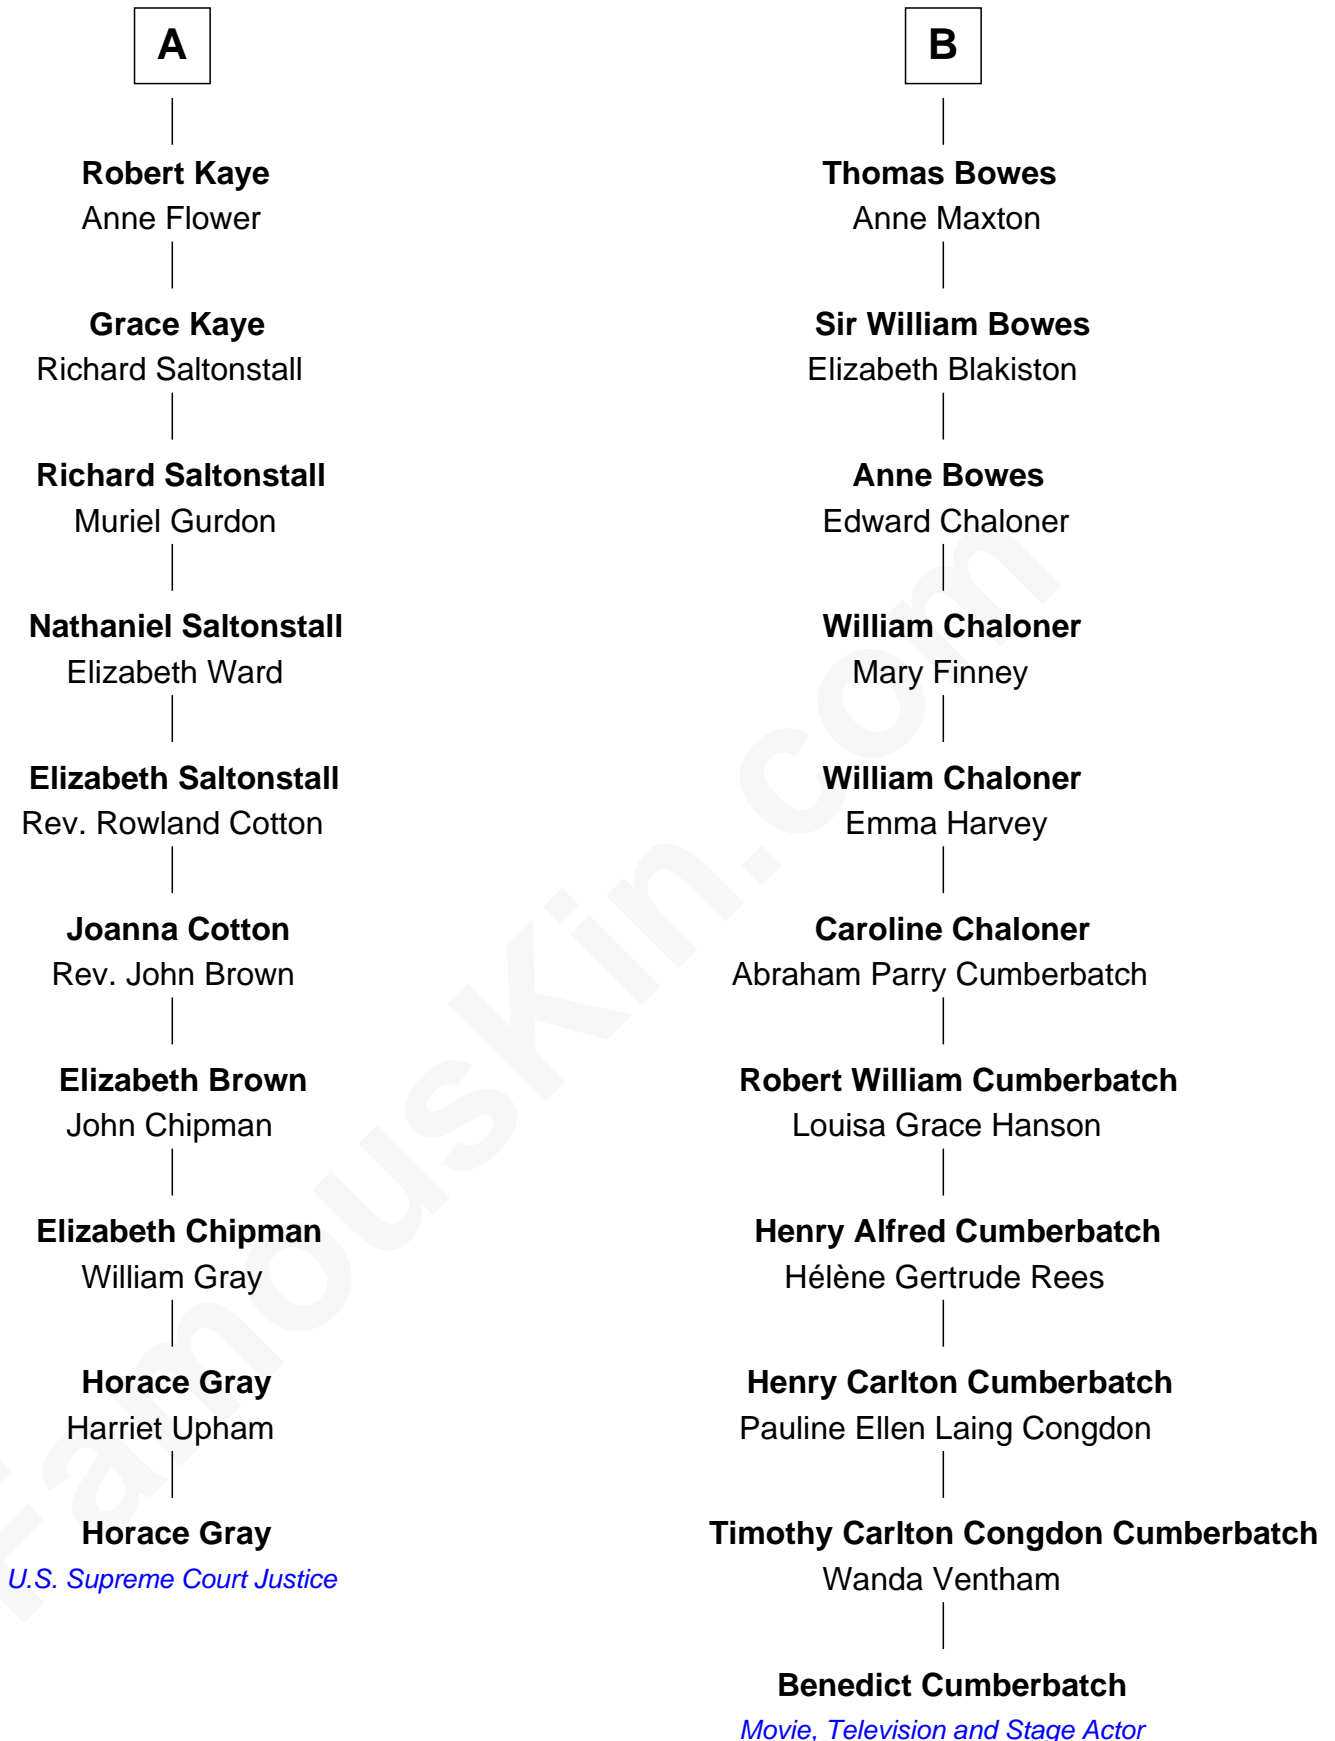 A
Robert Kaye
Anne Flower
Grace Kaye
Richard Saltonstall
Richard Saltonstall
Muriel Gurdon
Nathaniel Saltonstall
Elizabeth Ward
Elizabeth Saltonstall
Rev. Rowland Cotton
Joanna Cotton
Rev. John Brown
Elizabeth Brown
John Chipman
Elizabeth Chipman
William Gray
Horace Gray
Harriet Upham
Horace Gray
U.S. Supreme Court Justice
B
Thomas Bowes
Anne Maxton
Sir William Bowes
Elizabeth Blakiston
Anne Bowes
Edward Chaloner
William Chaloner
Mary Finney
William Chaloner
Emma Harvey
Caroline Chaloner
Abraham Parry Cumberbatch
Robert William Cumberbatch
Louisa Grace Hanson
Henry Alfred Cumberbatch
Hélène Gertrude Rees
Henry Carlton Cumberbatch
Pauline Ellen Laing Congdon
Timothy Carlton Congdon Cumberbatch
Wanda Ventham
Benedict Cumberbatch
Movie, Television and Stage Actor
FamousKin.com